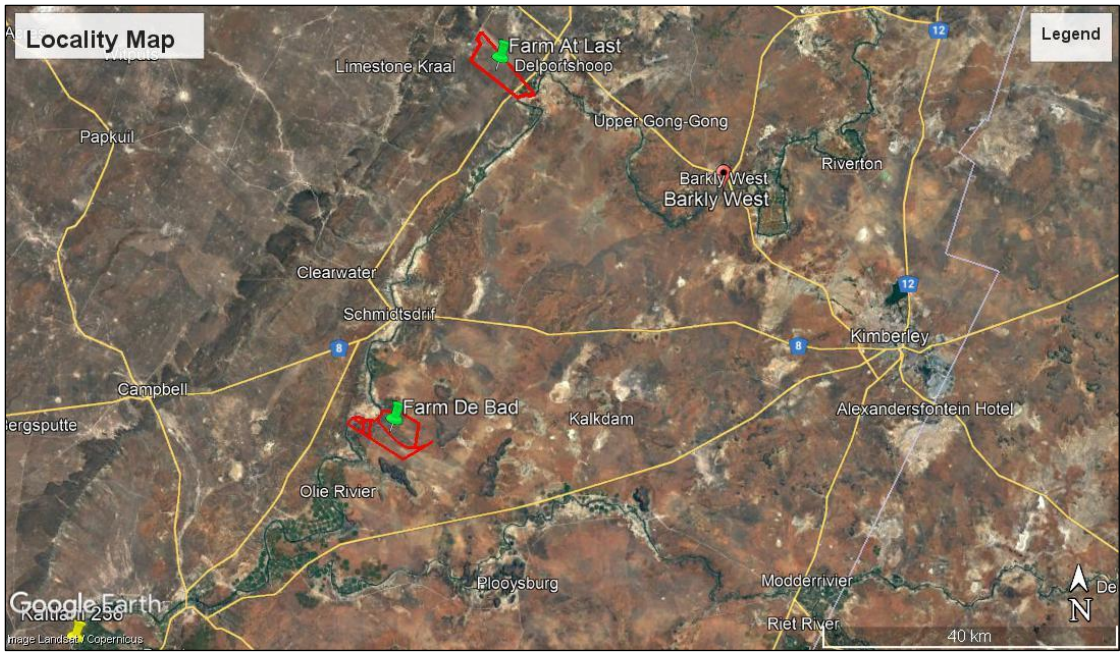 Locality Map
Legend
12
Farm At Last
Limestone Kraal
Delportshoop
Papkuil
Upper Gong-Gong
Riverton
Barkly West
Barkly West
Clearwater
12
Schmidtsdrif
Kimberley
8
8
Campbell
Farm De Bad
Kalkdam
Alexandersfontein Hotel
Olie Rivier
Plooysburg
Modderrivier
De
N
Google Earth
Riet River
40 km
Image Landsat / Copernicus